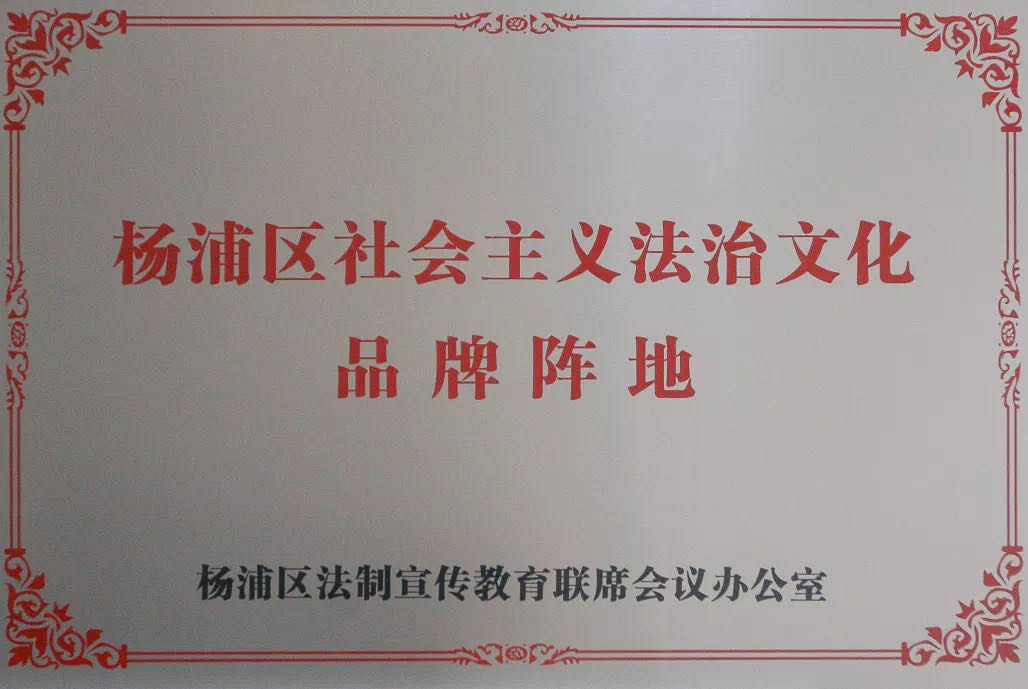 杨浦区社会主义法治文化
品牌阵地
杨浦区法制宣传教育联席会议办公室